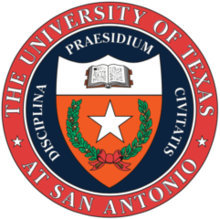 THE UNIVERSITY OF TEXAS
AT SAN ANTONIO
PRAESIDIUM
DISCIPLINA
CIVITATIS